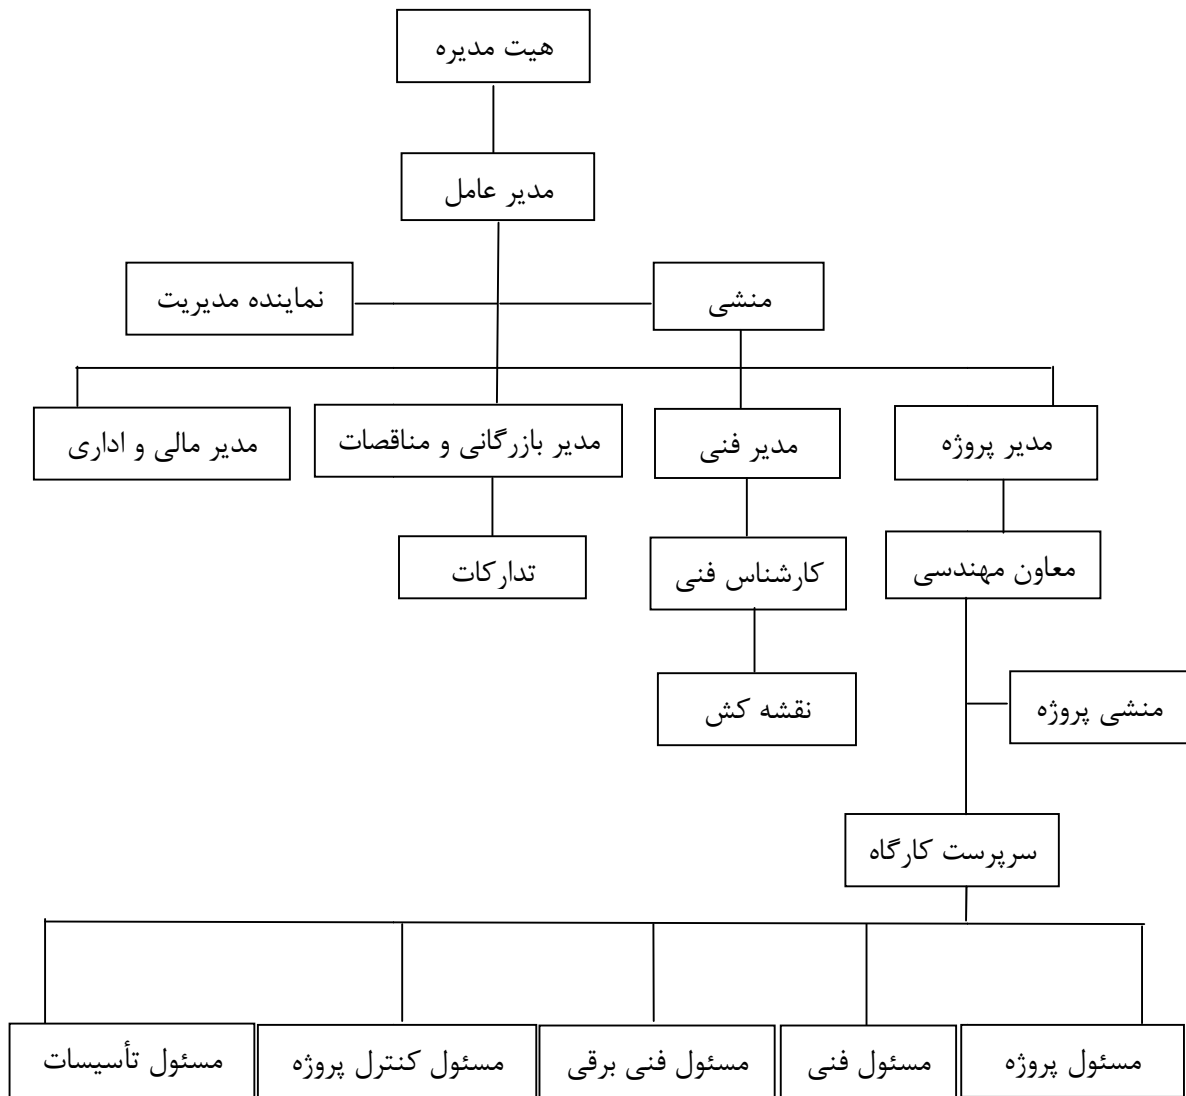 هیت مدیره
مدیر عامل
منشی
نماینده مدیریت
مدیر پروژه
مدیر فنی
مدیر بازرگانی و مناقصات
مدیر مالی و اداری
معاون مهندسی
کارشناس فنی
تدارکات
منشی پروژه
نقشه کش
سرپرست کارگاه
مسئول پروژه
مسئول فنی
مسئول فنی برقی
مسئول کنترل پروژه
مسئول تأسیسات